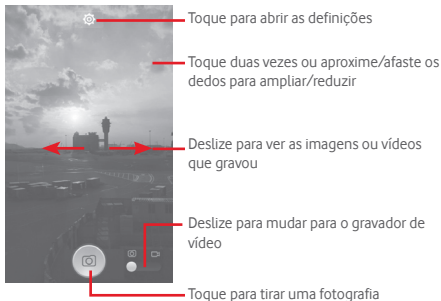 Toque para abrir as definições
Toque duas vezes ou aproxime/afaste os
dedos para ampliar/reduzir
Deslize para ver as imagens ou vídeos
que gravou
Deslize para mudar para o gravador de
vídeo
Toque para tirar uma fotografia